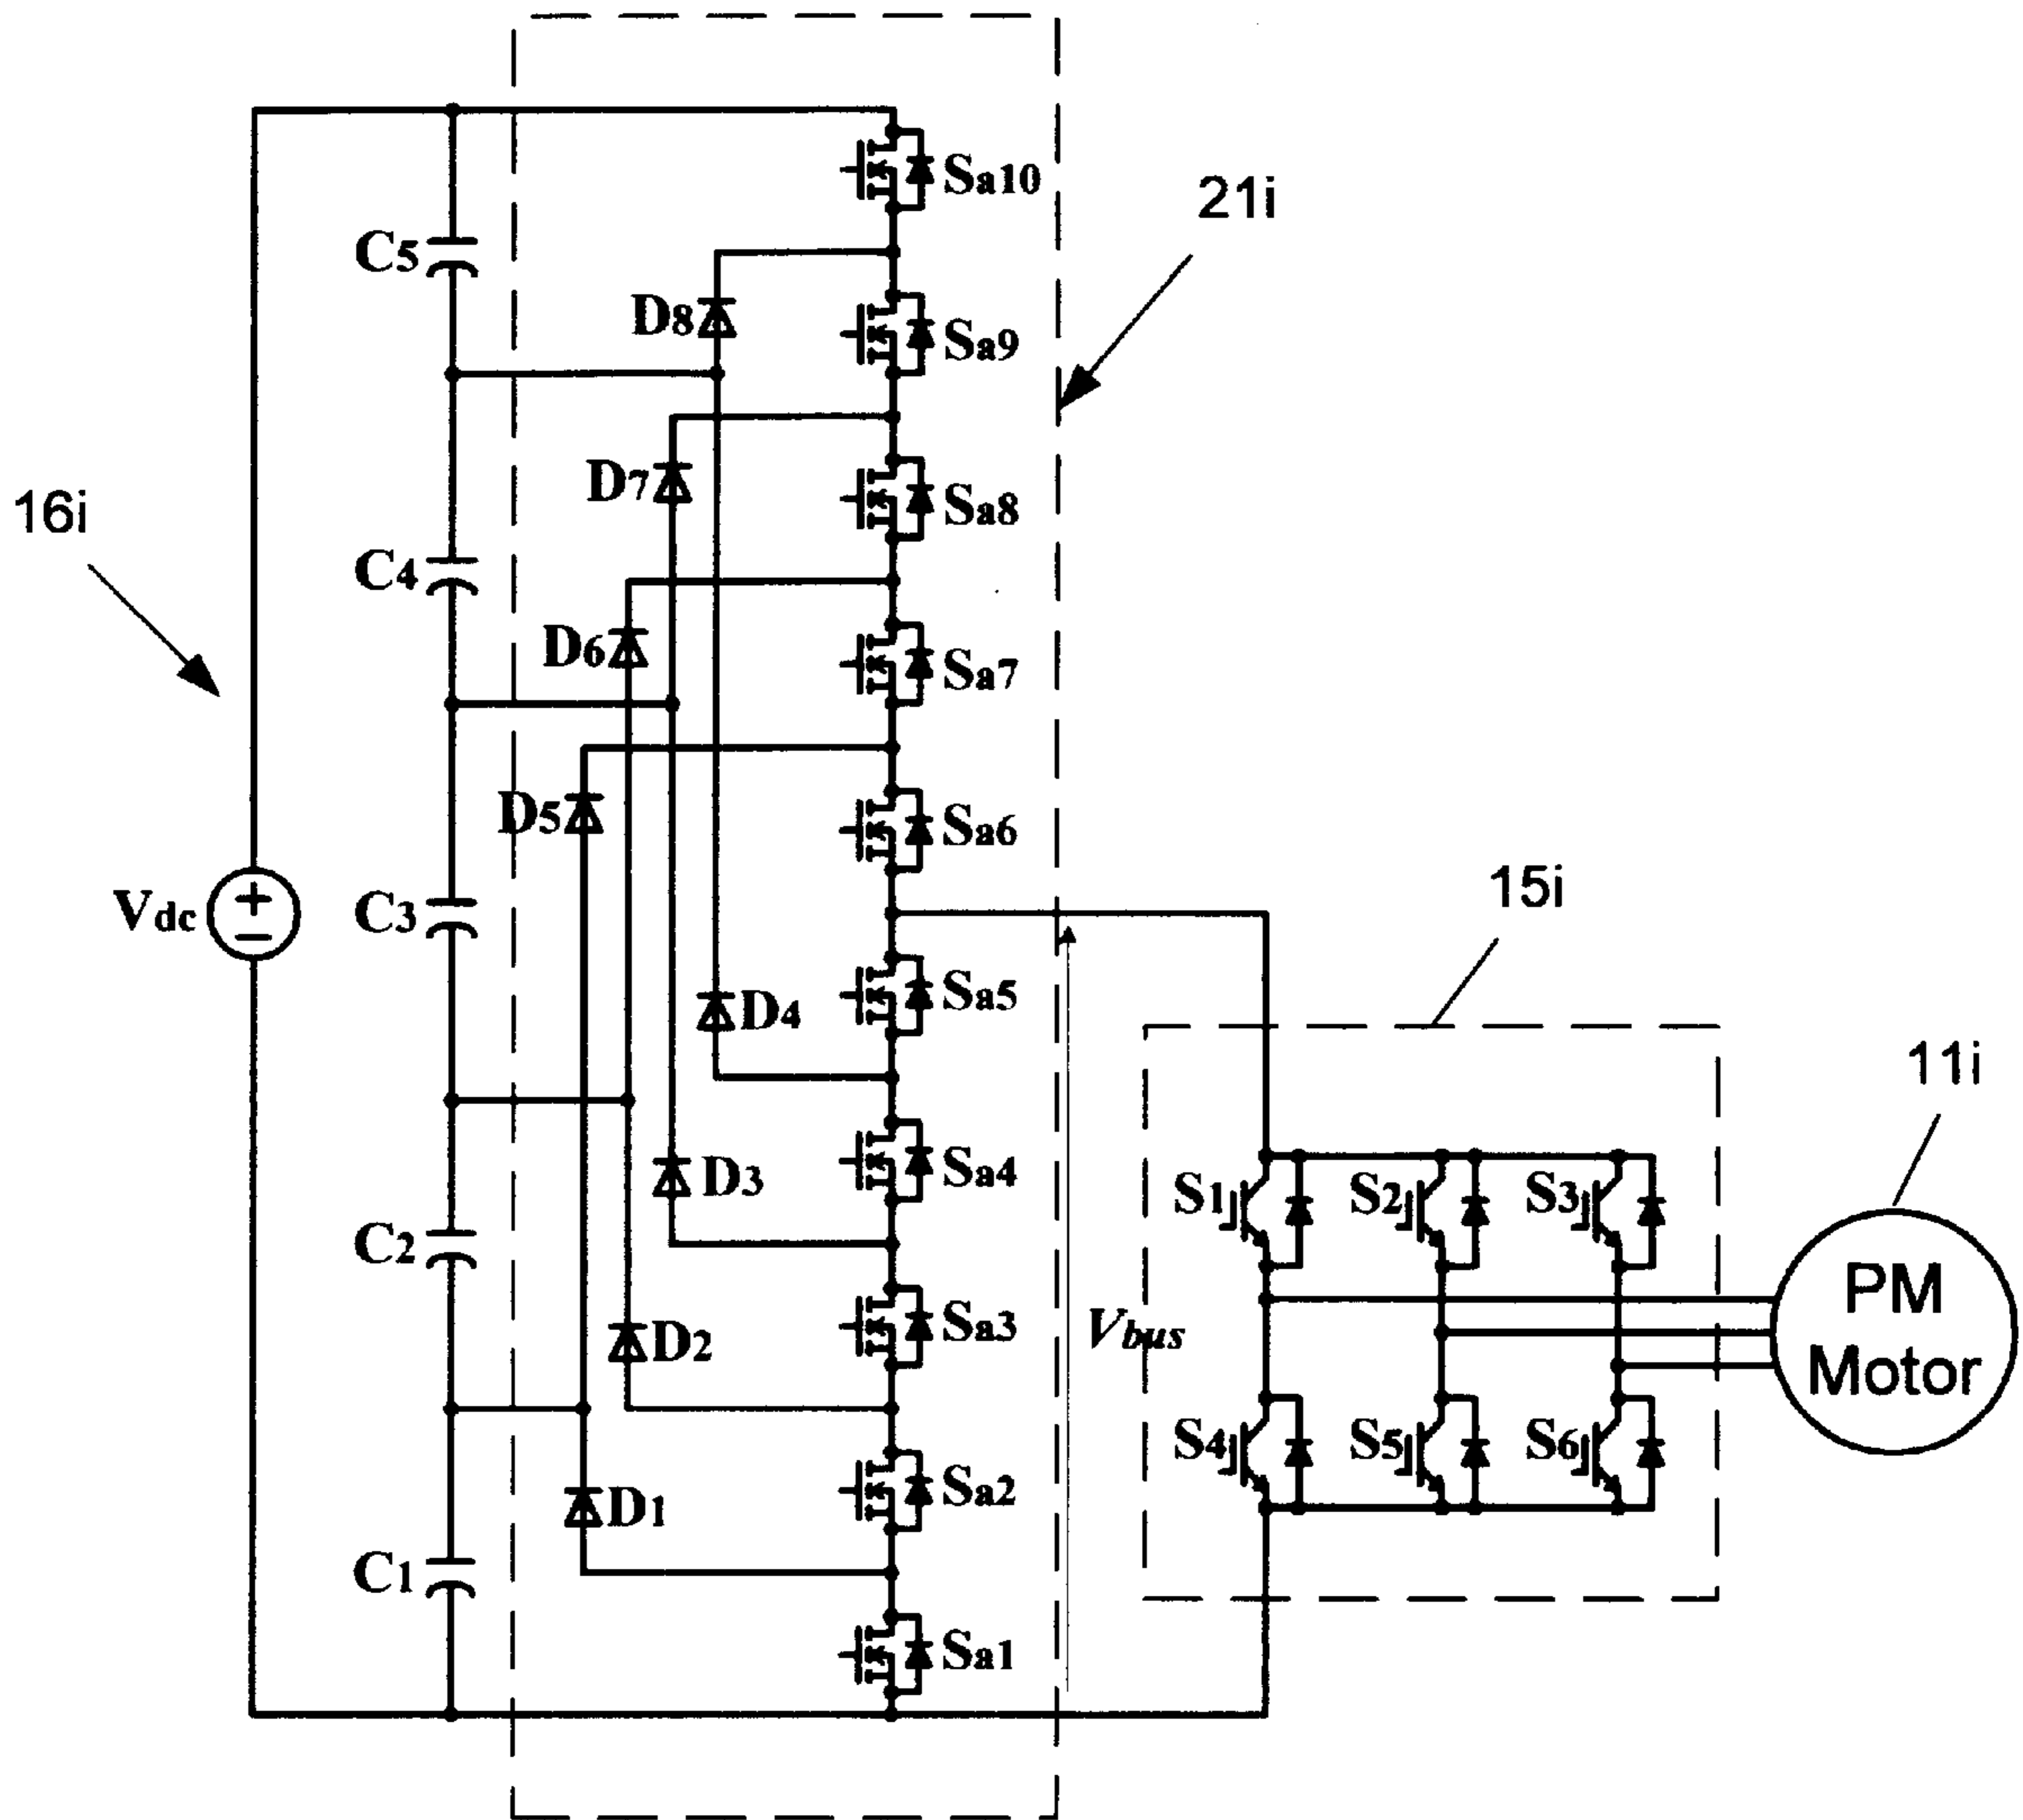 Sa10
21i
C5
D8
Sa9
D7
Sa8
16i
C4
D6
Sa7
D5
Sa6
15i
Vdc
C3
D4
Sa5
11i
D3
Sa4
S1
S2
S3
C2
D2
Sa3
Vbus
PM
Motor
S4
S5
S6
D1
Sa2
C1
Sa1